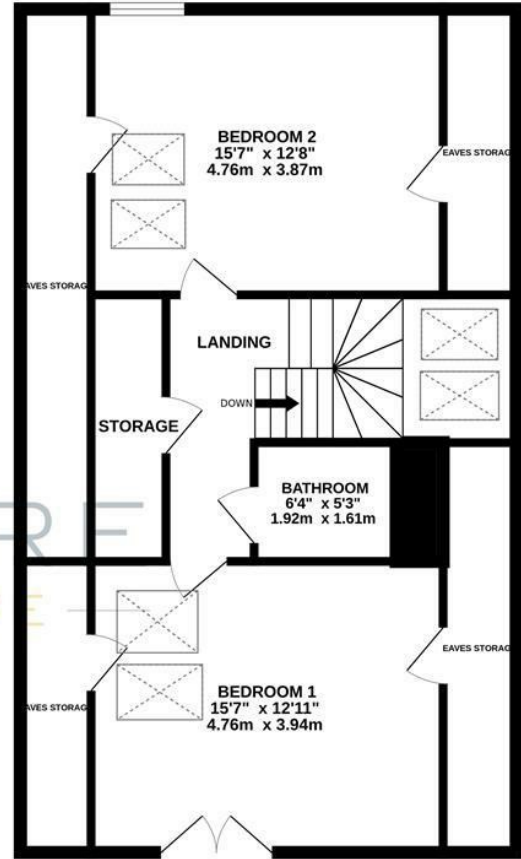 BEDROOM 2
15'7" x 12'8"
4.76m x 3.87m
EAVES STORAG
AVES STORAG
LANDING
DOWN
STORAGE
BATHROOM
6'4" x 5'3"
1.92m x 1.61m
RE
E
BEDROOM 1
15'7" x 12'11"
4.76m x 3.94m
EAVES STORAG
AVES STORAG